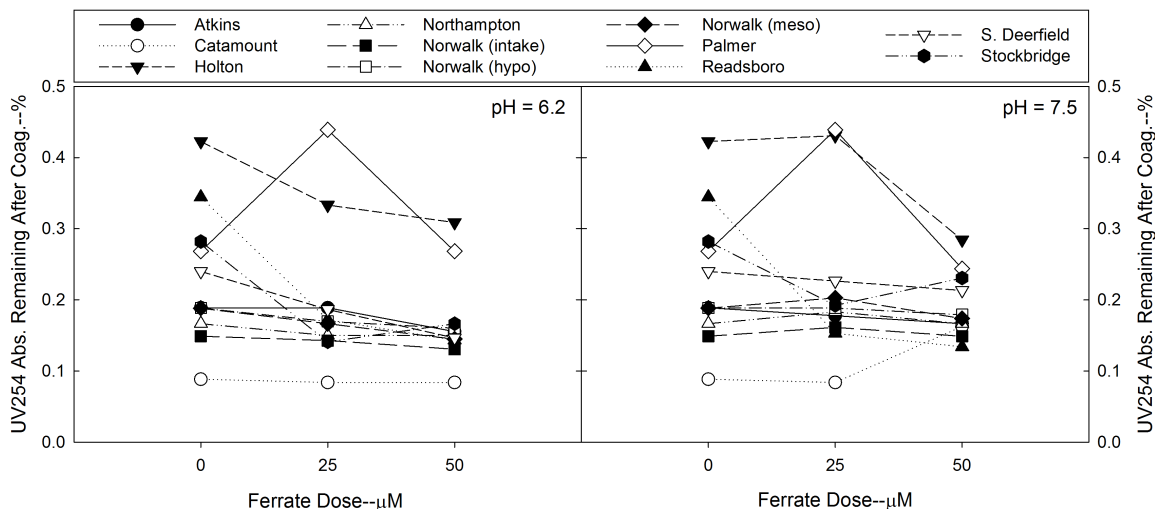 Atkins
Catamount
Holton
Northampton
Norwalk (intake)
Norwalk (hypo)
Norwalk (meso)
Palmer
Readsboro
S. Deerfield
Stockbridge
UV254 Abs. Remaining After Coag.--%
0.5
0.4
0.3
0.2
0.1
0.0
pH = 6.2
0
25
50
Ferrate Dose--μM
pH = 7.5
0
25
50
Ferrate Dose--μM
0.5
0.4
0.3
0.2
0.1
0.0
UV254 Abs. Remaining After Coag.--%